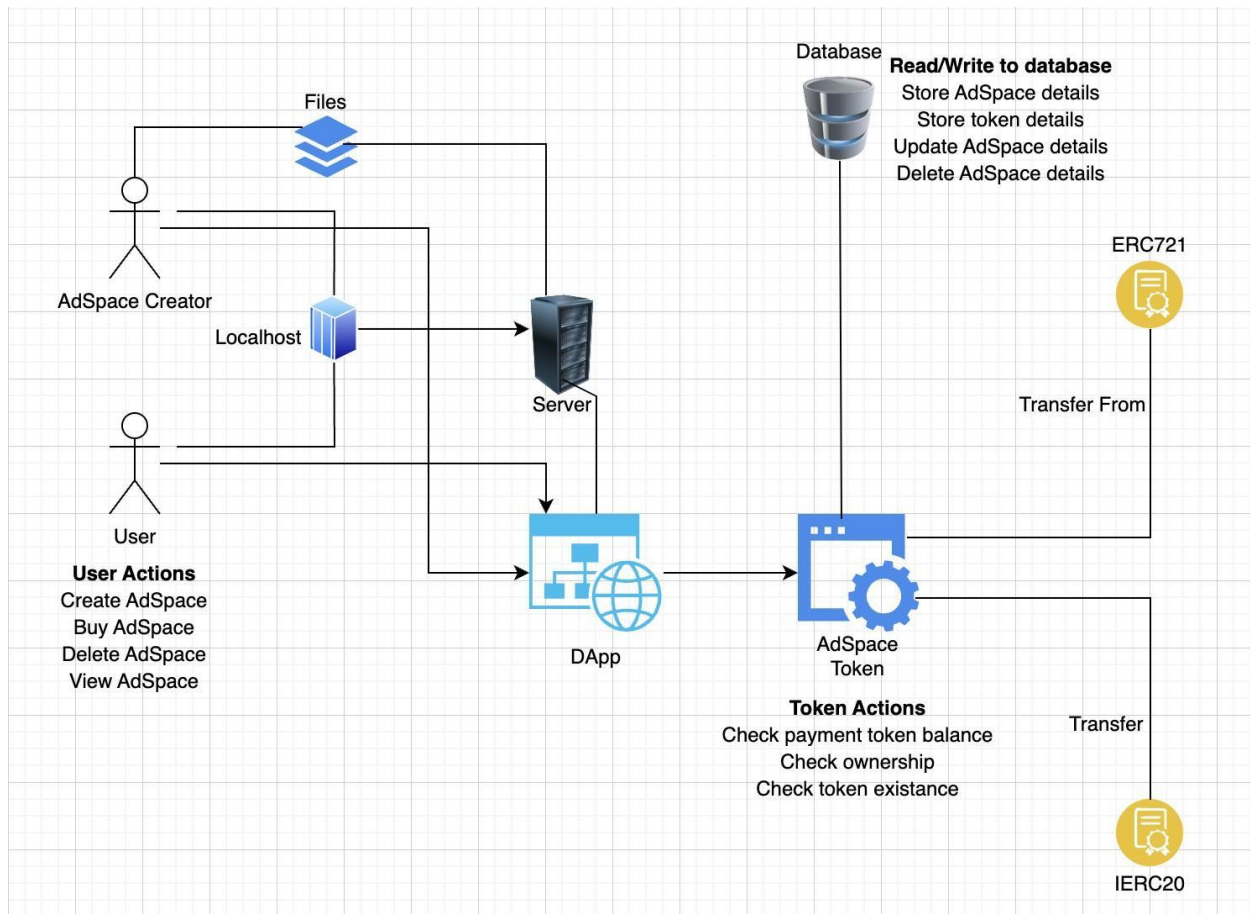 Database
Read/Write to database
Store AdSpace details
Store token details
Update AdSpace details
Delete AdSpace details
Files
ERC721
AdSpace Creator
Localhost
Server
Transfer From
User
User Actions
Create AdSpace
Buy AdSpace
Delete AdSpace
View AdSpace
DApp
AdSpace
Token
Token Actions
Check payment token balance
Check ownership
Check token existance
Transfer
IERC20